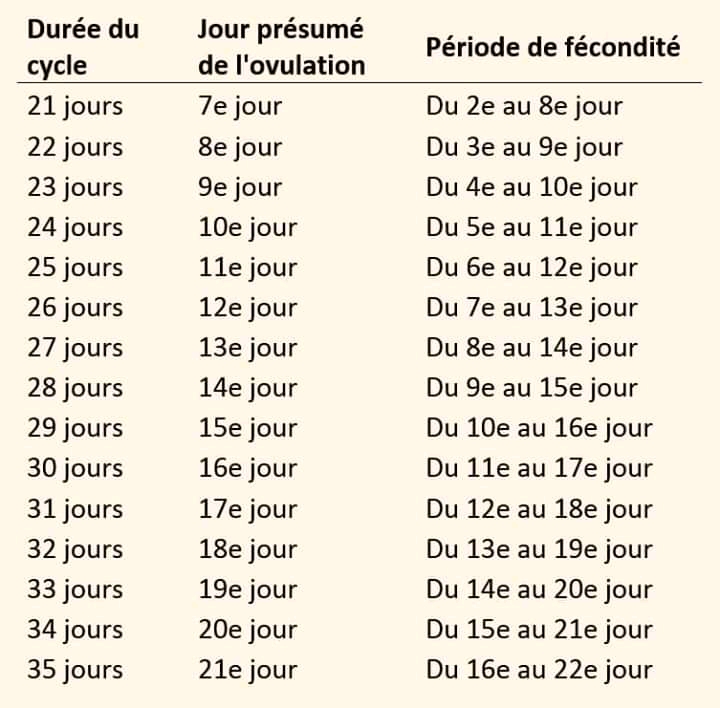 Durée du cycle Jour présumé de l'ovulation Période de fécondité
21 jours 7e jour Du 2e au 8e jour
22 jours 8e jour Du 3e au 9e jour
23 jours 9e jour Du 4e au 10e jour
24 jours 10e jour Du 5e au 11e jour
25 jours 11e jour Du 6e au 12e jour
26 jours 12e jour Du 7e au 13e jour
27 jours 13e jour Du 8e au 14e jour
28 jours 14e jour Du 9e au 15e jour
29 jours 15e jour Du 10e au 16e jour
30 jours 16e jour Du 11e au 17e jour
31 jours 17e jour Du 12e au 18e jour
32 jours 18e jour Du 13e au 19e jour
33 jours 19e jour Du 14e au 20e jour
34 jours 20e jour Du 15e au 21e jour
35 jours 21e jour Du 16e au 22e jour